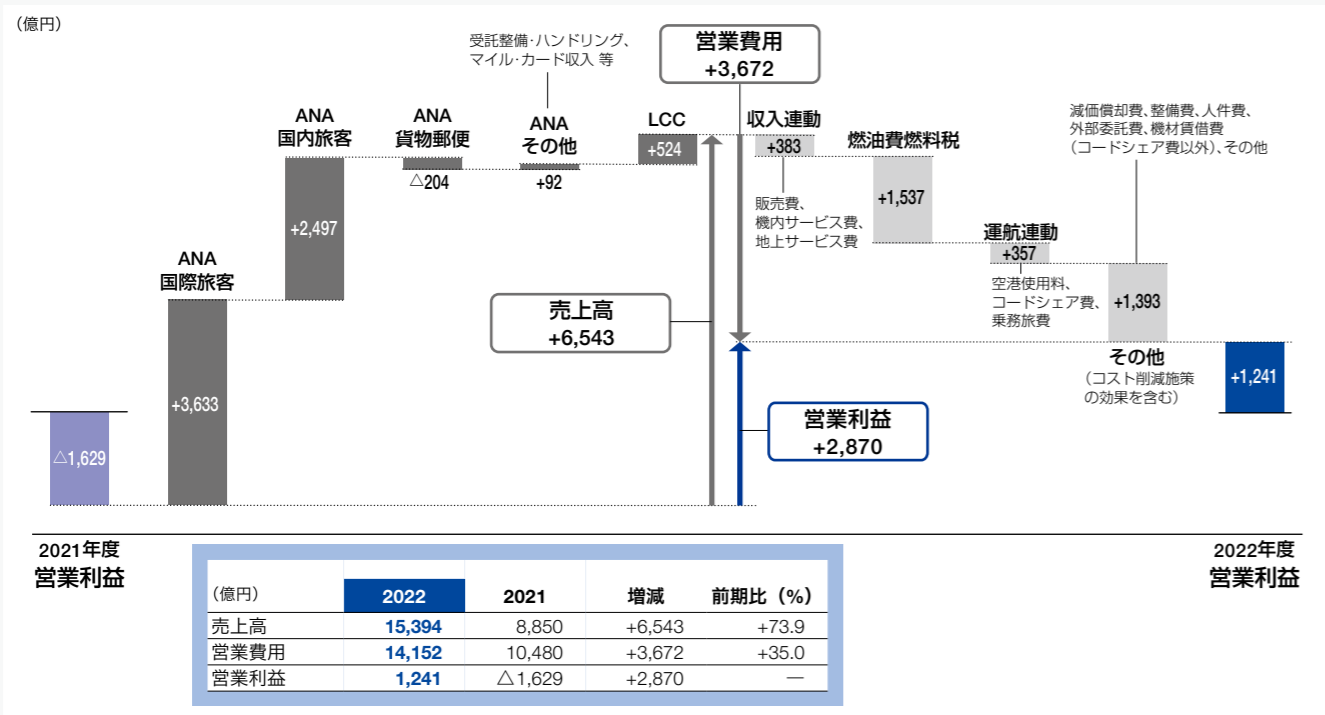 （億円）
受託整備・ハンドリング、
マイル・カード収入 等
営業費用
+3,672
ANA
国内旅客
ANA
貨物郵便
ANA
その他
LCC
収入連動
燃油費燃料税
減価償却費、整備費、人件費、
外部委託費、機材賃借費
（コードシェア費以外）、その他
+524
+383
△204
+92
+1,537
販売費、
機内サービス費、
地上サービス費
+2,497
運航連動
+357
ANA
国際旅客
空港使用料、
コードシェア費、
乗務旅費
+1,393
売上高
+6,543
その他
（コスト削減施策
の効果を含む）
+1,241
+3,633
営業利益
+2,870
△1,629
2021年度
営業利益
2022年度
営業利益
（億円） 2022 2021 増減 前期比（%）
売上高 15,394 8,850 +6,543 +73.9
営業費用 14,152 10,480 +3,672 +35.0
営業利益 1,241 △1,629 +2,870 —